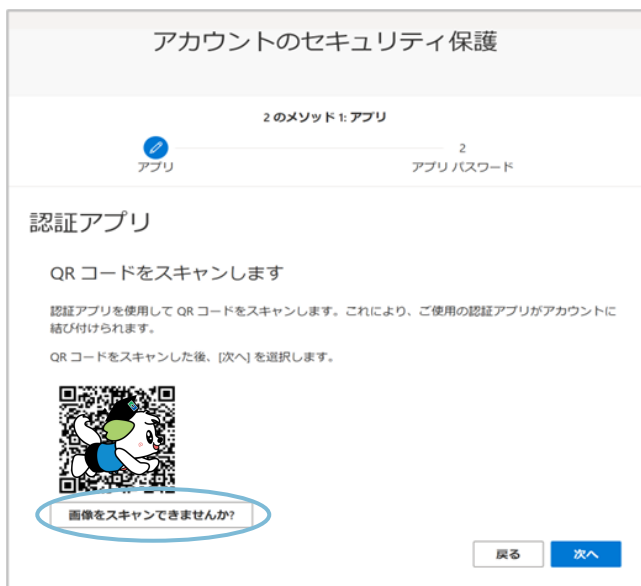 アカウントのセキュリティ保護
2 のメソッド 1: アプリ
アプリ
2
アプリ パスワード
認証アプリ
QR コードをスキャンします
認証アプリを使用して QR コードをスキャンします。これにより、ご使用の認証アプリがアカウントに
結び付けられます。
QR コードをスキャンした後、[次へ] を選択します。
画像をスキャンできませんか?
戻る
次へ